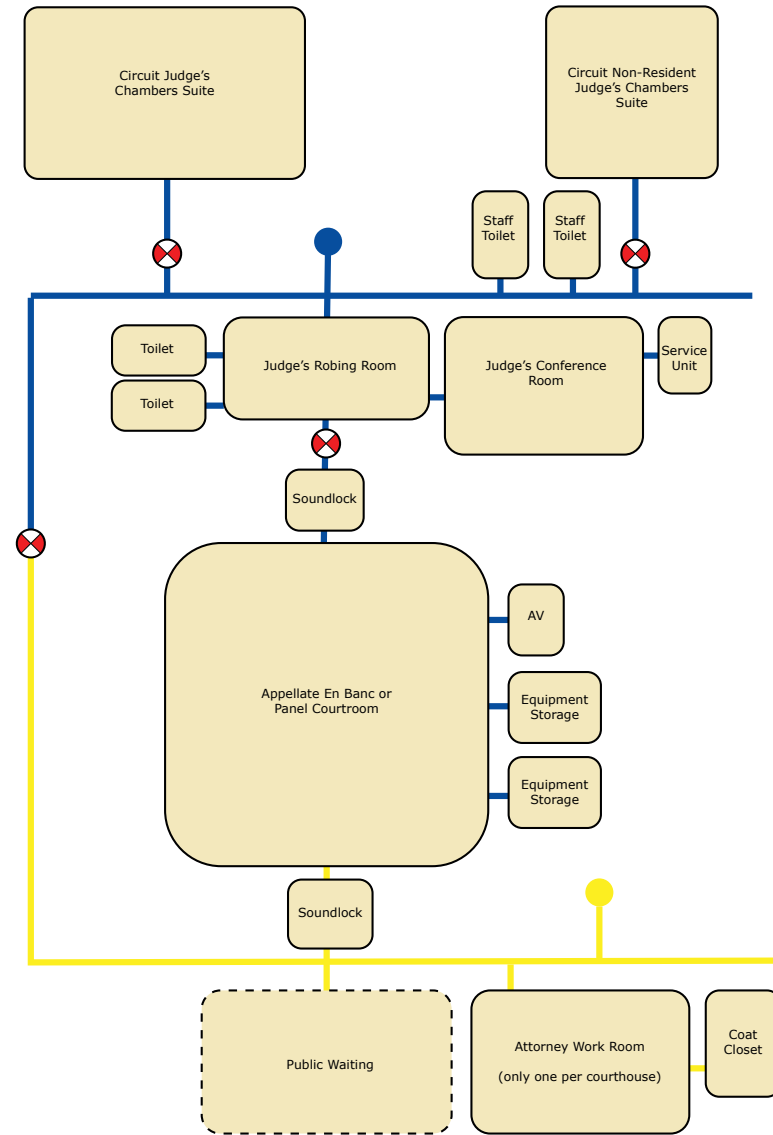 Circuit Judge's
Chambers Suite
Circuit Non-Resident
Judge's Chambers
Suite
Staff
Toilet
Staff
Toilet
Toilet
Toilet
Judge's Robing Room
Judge's Conference
Room
Service
Unit
Soundlock
AV
Appellate En Banc or
Panel Courtroom
Equipment
Storage
Equipment
Storage
Soundlock
Public Waiting
Attorney Work Room
(only one per courthouse)
Coat
Closet